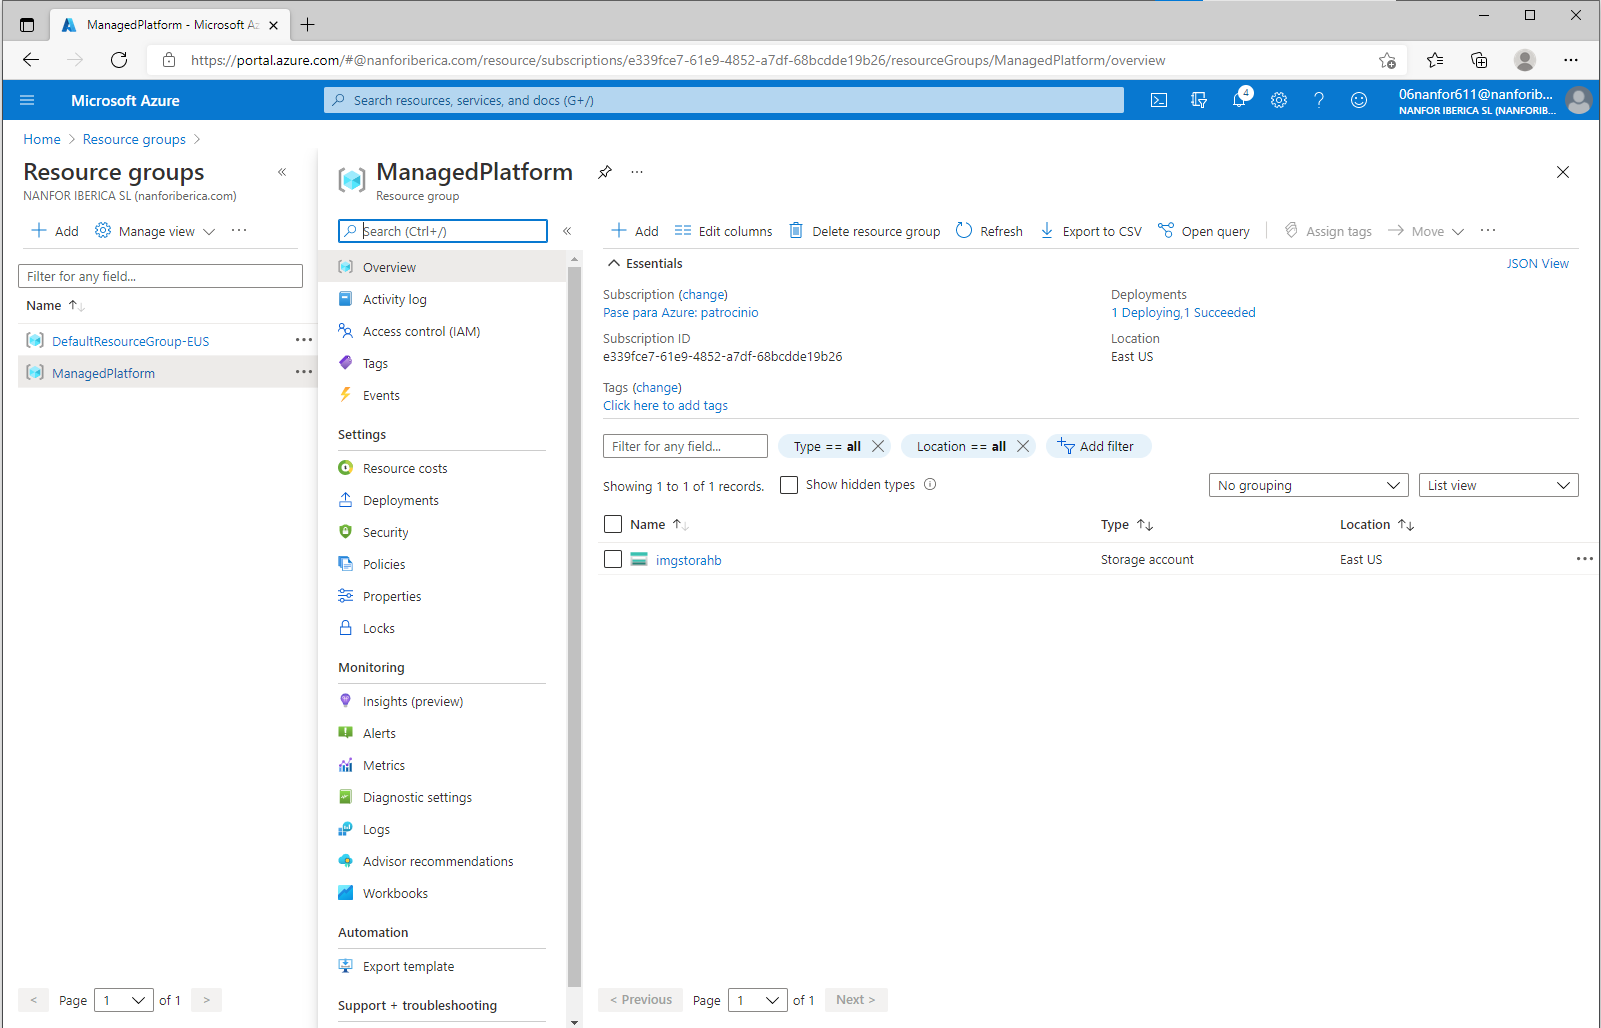 ManagedPlatform - Microsoft Az
https://portal.azure.com/#@nanforiberica.com/resource/subscriptions/e339fce7-61e9-4852-a7df-68bcdde19b26/resourceGroups/ManagedPlatform/overview
Microsoft Azure
Search resources, services, and docs (G+/)
4
06nanfor611@nanforib...
NANFOR IBERICA SL (NANFORIB...
Home > Resource groups >
Resource groups
NANFOR IBERICA SL (nanforiberica.com)
Add Manage view ...
Filter for any field...
Name
DefaultResourceGroup-EUS
ManagedPlatform
< Page 1 of 1 >
ManagedPlatform
Resource group
Search (Ctrl+/)
Overview
Activity log
Access control (IAM)
Tags
Events
Settings
Resource costs
Deployments
Security
Policies
Properties
Locks
Monitoring
Insights (preview)
Alerts
Metrics
Diagnostic settings
Logs
Advisor recommendations
Workbooks
Automation
Export template
Support + troubleshooting
Add Edit columns Delete resource group Refresh Export to CSV Open query Assign tags Move ...
Essentials
JSON View
Subscription (change)
Pase para Azure: patrocinio
Subscription ID
e339fce7-61e9-4852-a7df-68bcdde19b26
Tags (change)
Click here to add tags
Deployments
1 Deploying,1 Succeeded
Location
East US
Filter for any field... Type == all Location == all Add filter
Showing 1 to 1 of 1 records. Show hidden types
No grouping List view
Name Type Location
imgstorahb Storage account East US
< Previous Page 1 of 1 Next >